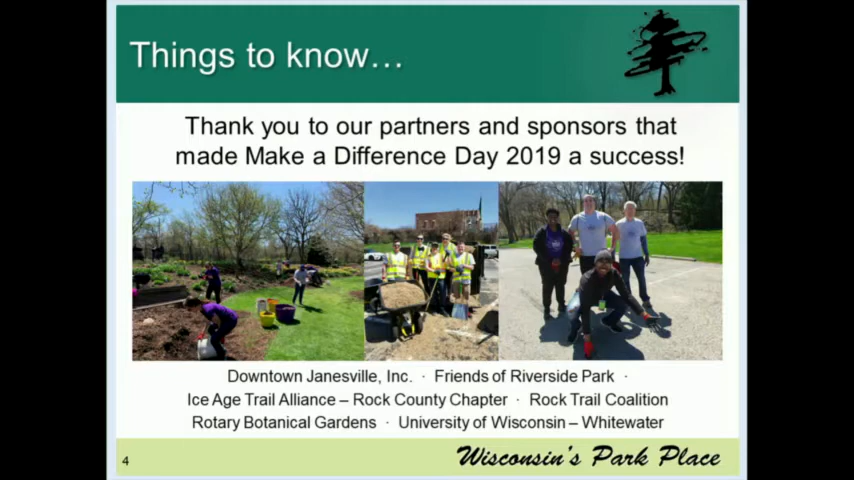 Things to know…
Thank you to our partners and sponsors that
made Make a Difference Day 2019 a success!
Downtown Janesville, Inc. · Friends of Riverside Park ·
Ice Age Trail Alliance – Rock County Chapter · Rock Trail Coalition
Rotary Botanical Gardens · University of Wisconsin – Whitewater
4
Wisconsin's Park Place